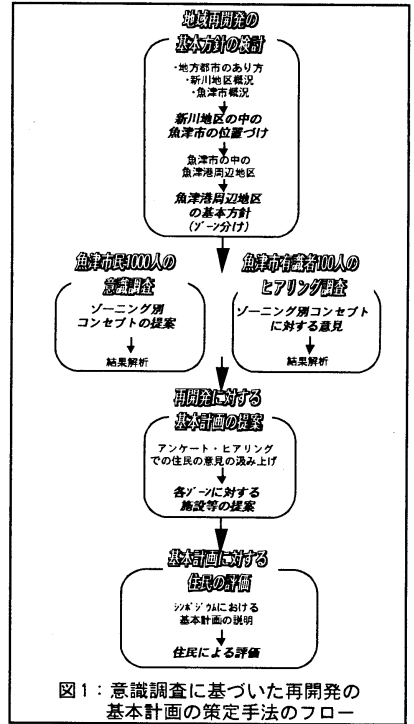 地域再開発の
基本方針の検討
・地方都市のあり方
・新川地区概況
・魚津市概況
新川地区の中の
魚津市の位置づけ
魚津市の中の
魚津港周辺地区
魚津港周辺地区
の基本方針
(ゾーン分け)
魚津市民1000人の
意識調査
ゾーニング別
コンセプトの提案
結果解析
魚津市有識者100人の
ヒアリング調査
ゾーニング別コンセプト
に対する意見
結果解析
再開発に対する
基本計画の提案
アンケート・ヒアリング
での住民の意見の汲み上げ
各ゾーンに対する
施設等の提案
基本計画に対する
住民の評価
シンポジウムにおける
基本計画の説明
住民による評価
図1：意識調査に基づいた再開発の
基本計画の策定手法のフロー